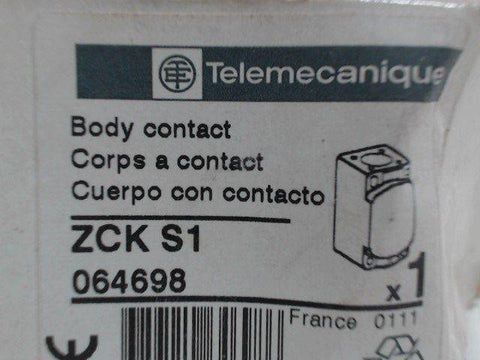 Telemecanique
Body contact
Corps a contact
Cuerpo con contacto
ZCK S1
064698
x 1
France 0111